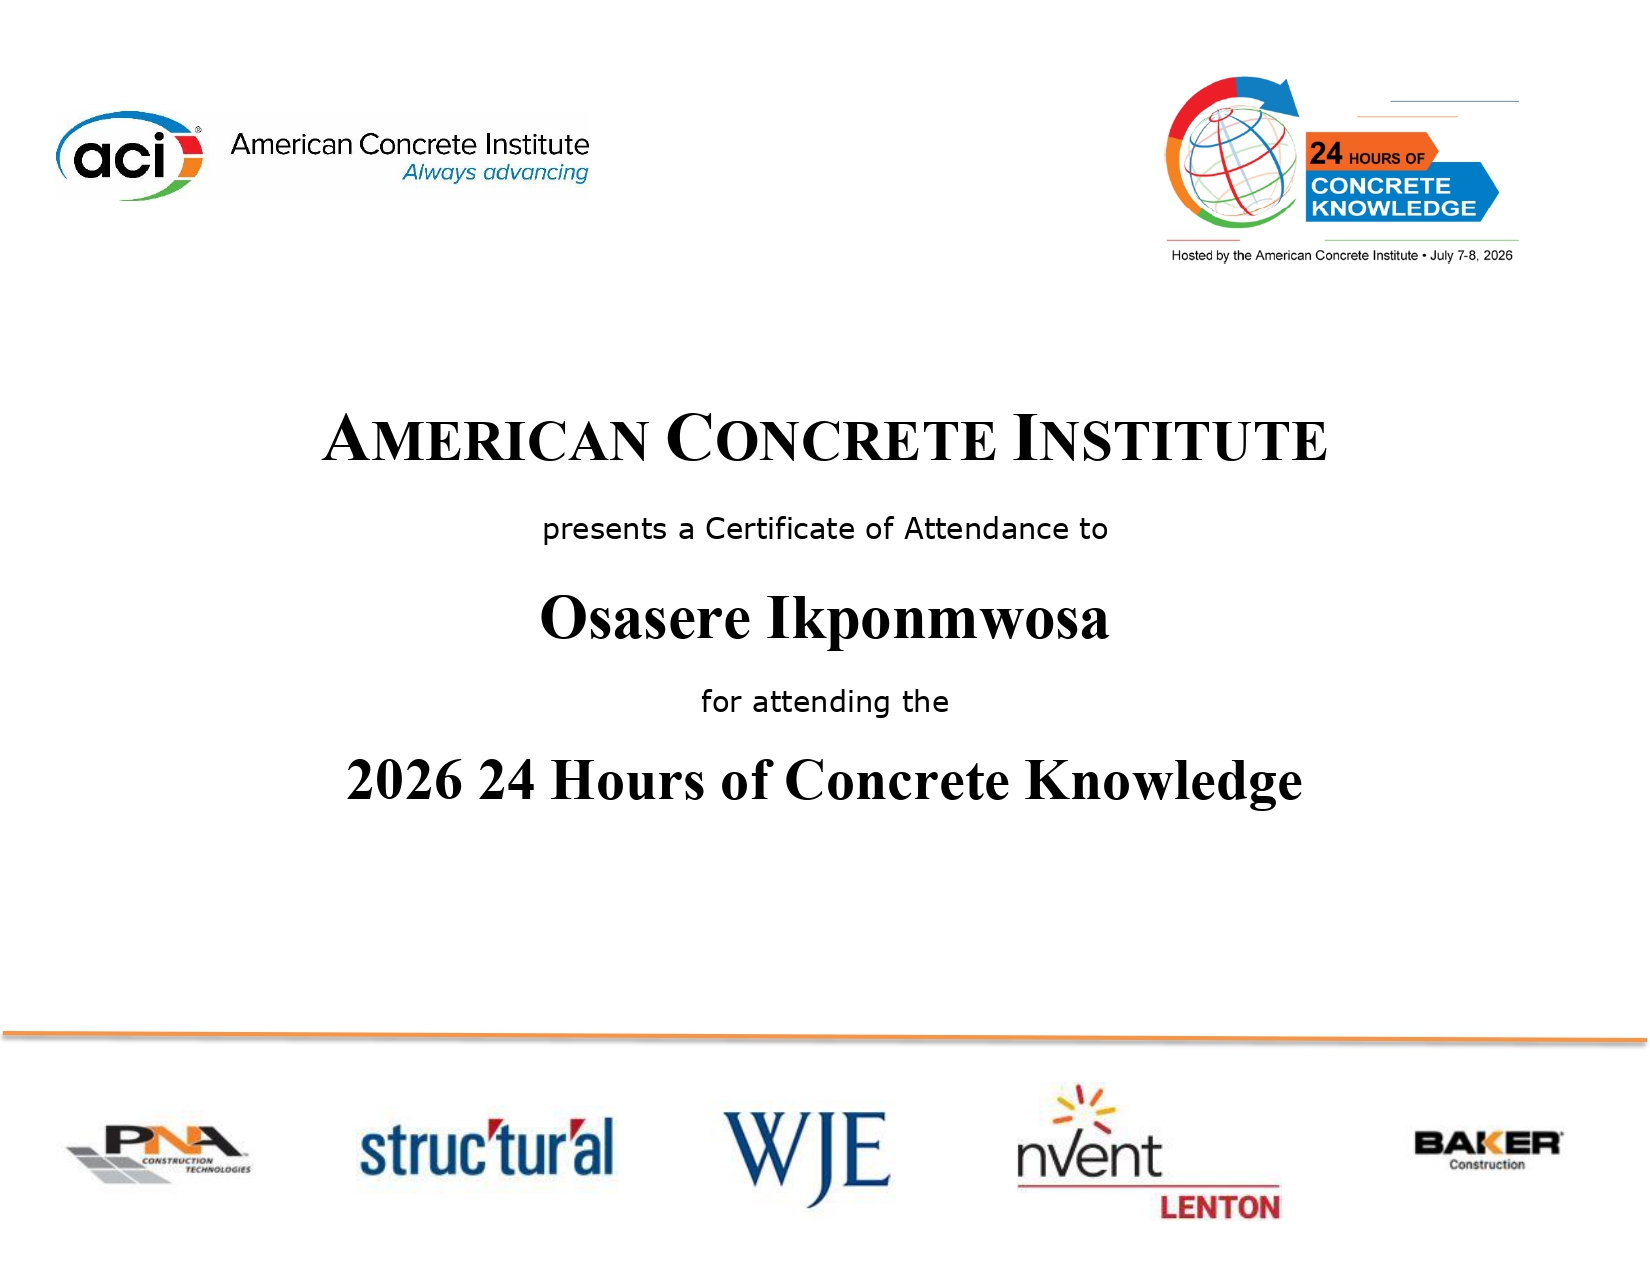 aci® American Concrete Institute
Always advancing
24 HOURS OF
CONCRETE
KNOWLEDGE
Hosted by the American Concrete Institute • July 7-8, 2026
AMERICAN CONCRETE INSTITUTE
presents a Certificate of Attendance to
Osasere Ikponmwosa
for attending the
2026 24 Hours of Concrete Knowledge
PNA
CONSTRUCTION
TECHNOLOGIES
struc'tur'al
WJE
nVent
LENTON
BAKER
Construction